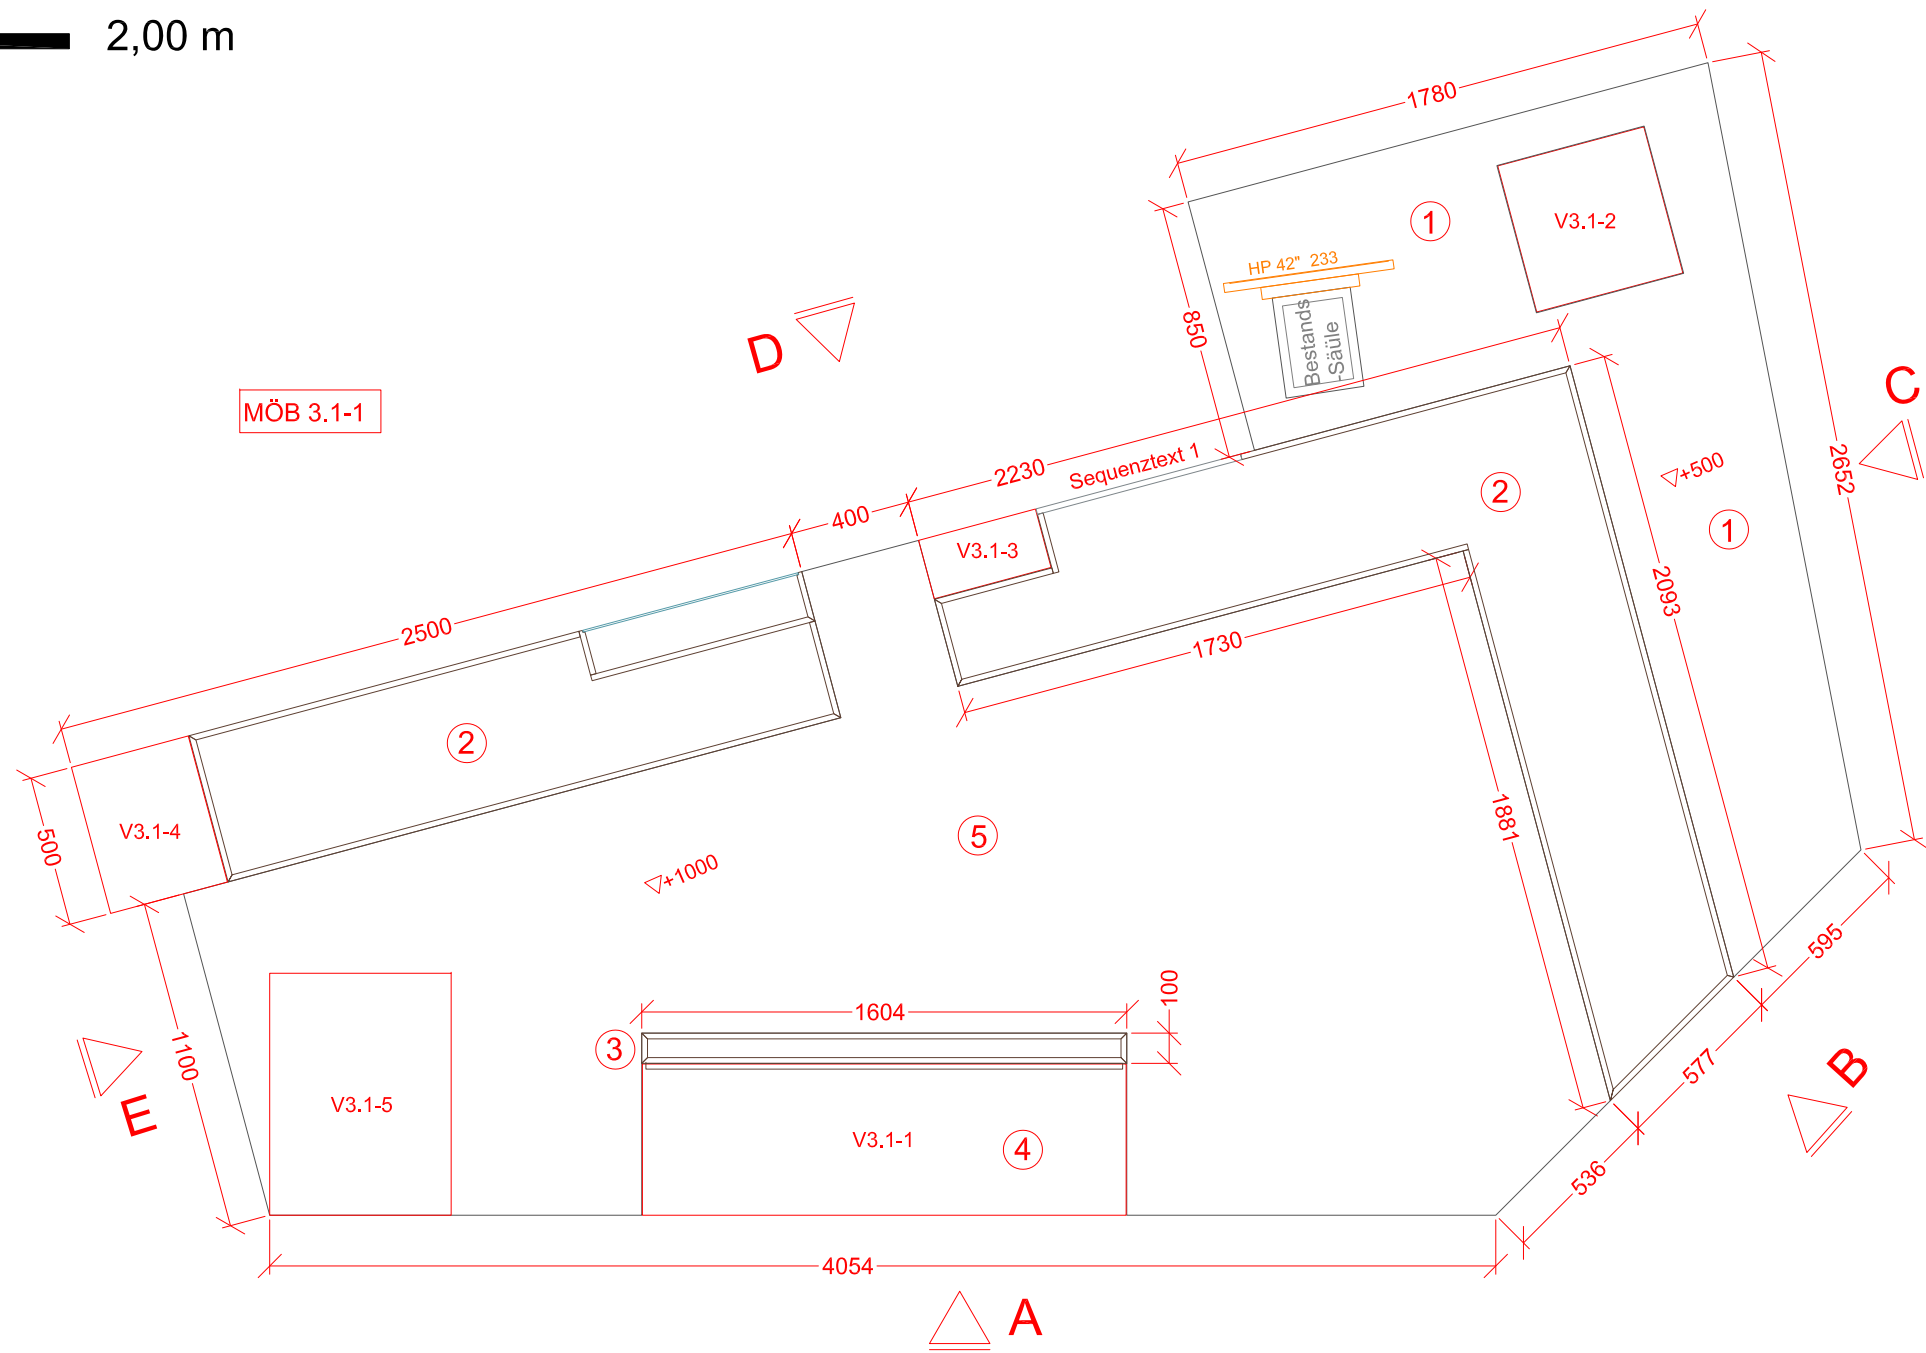 2,00 m
1780
1
V3.1-2
HP 42" 233
Bestands
-Säüle
850
D
C
MÖB 3.1-1
2652
2230
Sequenztext 1
+500
2
1
400
V3.1-3
2093
2500
1730
2
1881
V3.1-4
5
500
+1000
595
100
1604
3
1100
577
B
E
V3.1-5
V3.1-1
4
536
4054
A